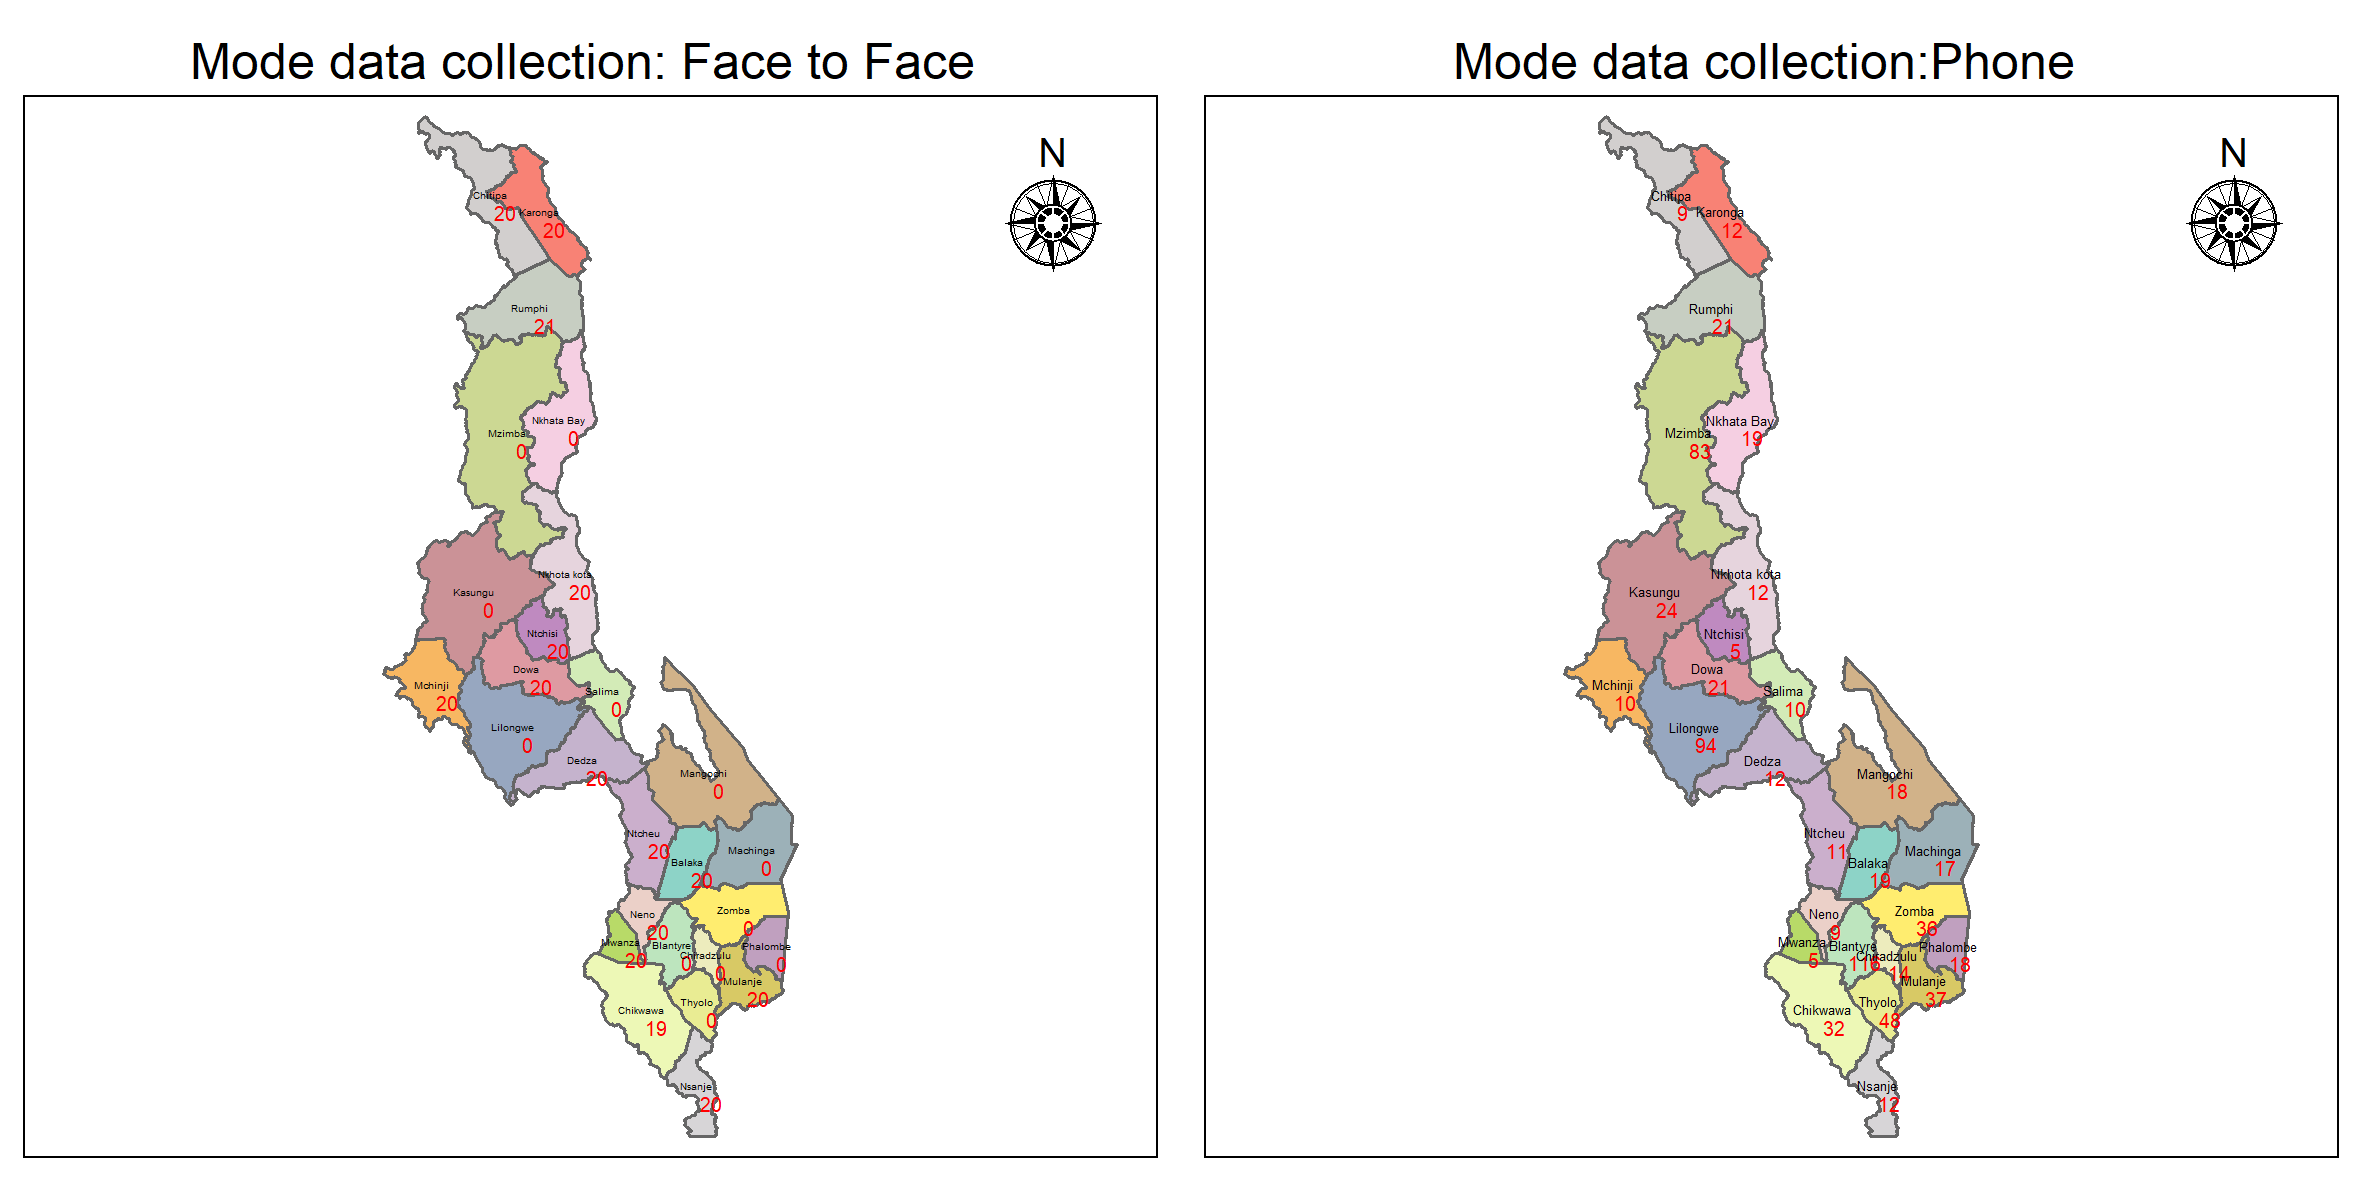 Mode data collection: Face to Face
N
Chitipa
20
Karonga
20
Rumphi
21
Nkhata Bay
0
Mzimba
0
Nkhota kota
20
Kasungu
0
Ntchisi
20
Dowa
20
Mchinji
20
Salima
0
Lilongwe
0
Dedza
20
Mangochi
0
Ntcheu
20
Balaka
20
Machinga
0
Neno
20
Zomba
0
Mwanza
20
Blantyre
0
Chiradzulu
0
Phalombe
0
Mulanje
20
Thyolo
0
Chikwawa
19
Nsanje
20
Mode data collection:Phone
N
Chitipa
9
Karonga
12
Rumphi
21
Nkhata Bay
19
Mzimba
83
Nkhota kota
12
Kasungu
24
Ntchisi
5
Dowa
21
Mchinji
10
Salima
10
Lilongwe
94
Dedza
12
Mangochi
18
Ntcheu
11
Balaka
19
Machinga
17
Neno
9
Zomba
36
Mwanza
5
Blantyre
Chiradzulu
14
Phalombe
18
Mulanje
37
Thyolo
48
Chikwawa
32
Nsanje
12